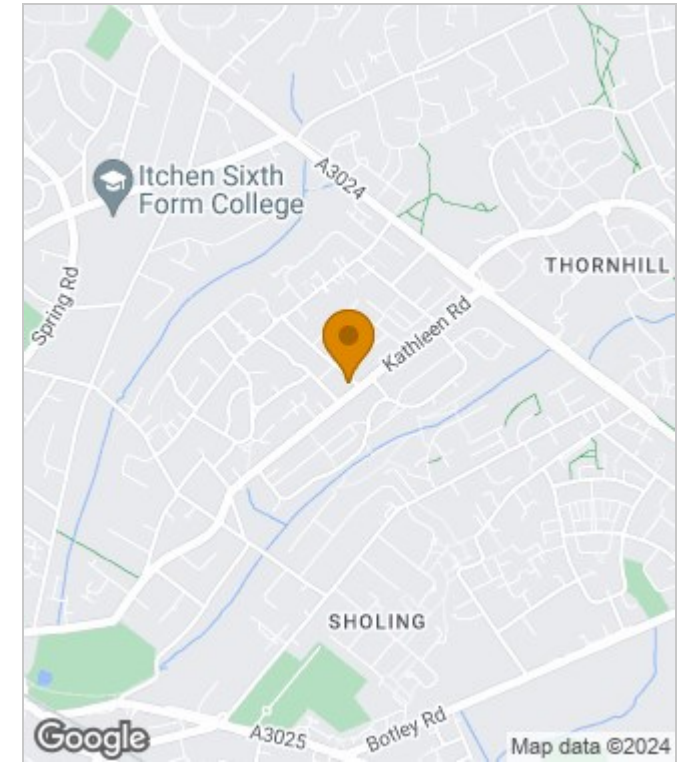 A3024
Itchen Sixth
Form College
THORNHILL
Spring Rd
Kathleen Rd
SHOLING
Botley Rd
A3025
Google
Map data ©2024